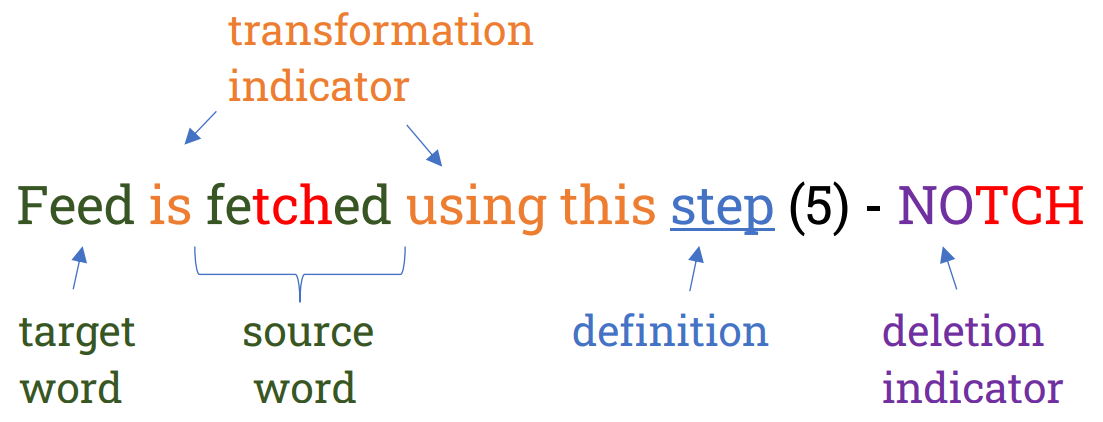 transformation
indicator
Feed is fetched using this step (5) - NOTCH
target
word
source
word
definition
deletion
indicator